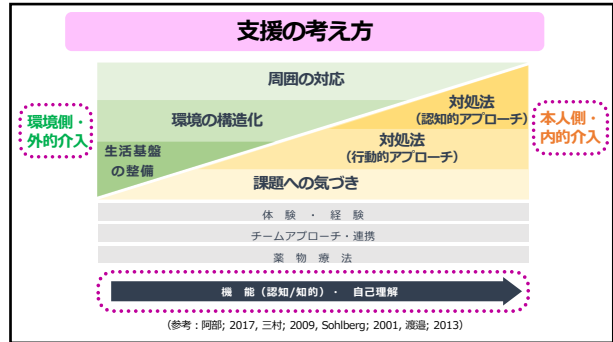 支援の考え方
周囲の対応
環境の構造化
生活基盤
の整備
環境側・
外的介入
対処法
(認知的アプローチ)
対処法
(行動的アプローチ)
課題への気づき
本人側・
内的介入
体験・経験
チームアプローチ・連携
薬物療法
機能(認知/知的)・ 自己理解
(参考:阿部; 2017, 三村; 2009, Sohlberg; 2001, 渡邉; 2013)